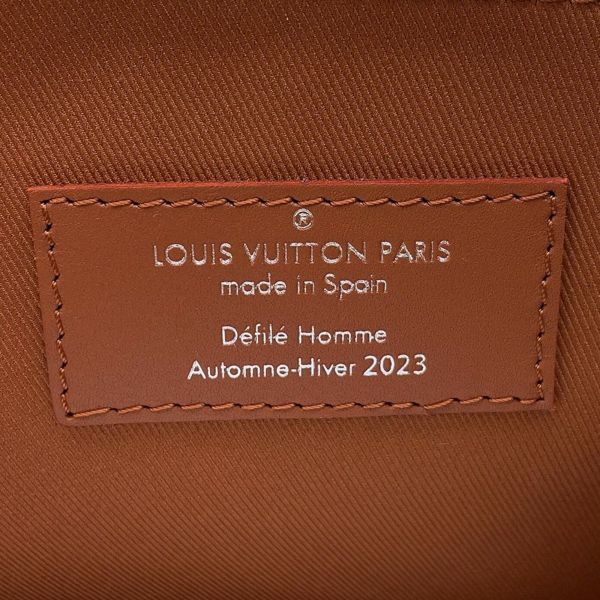 ®
LOUIS VUITTON PARIS
made in Spain
Défilé Homme
Automne-Hiver 2023